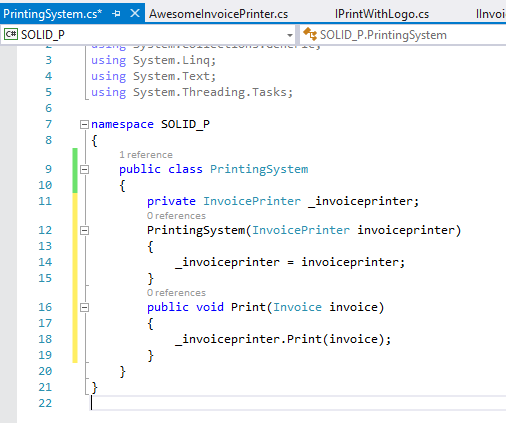 PrintingSystem.cs* AwesomeInvoicePrinter.cs IPrintWithLogo.cs IInvoic
C# SOLID_P SOLID_P.PrintingSystem
2 using System.Collections.Generic;
3 using System.Linq;
4 using System.Text;
5 using System.Threading.Tasks;
6
7 namespace SOLID_P
8 {
1 reference
9 public class PrintingSystem
10 {
11 private InvoicePrinter _invoiceprinter;
0 references
12 PrintingSystem(InvoicePrinter invoiceprinter)
13 {
14 _invoiceprinter = invoiceprinter;
15 }
0 references
16 public void Print(Invoice invoice)
17 {
18 _invoiceprinter.Print(invoice);
19 }
20 }
21 }
22